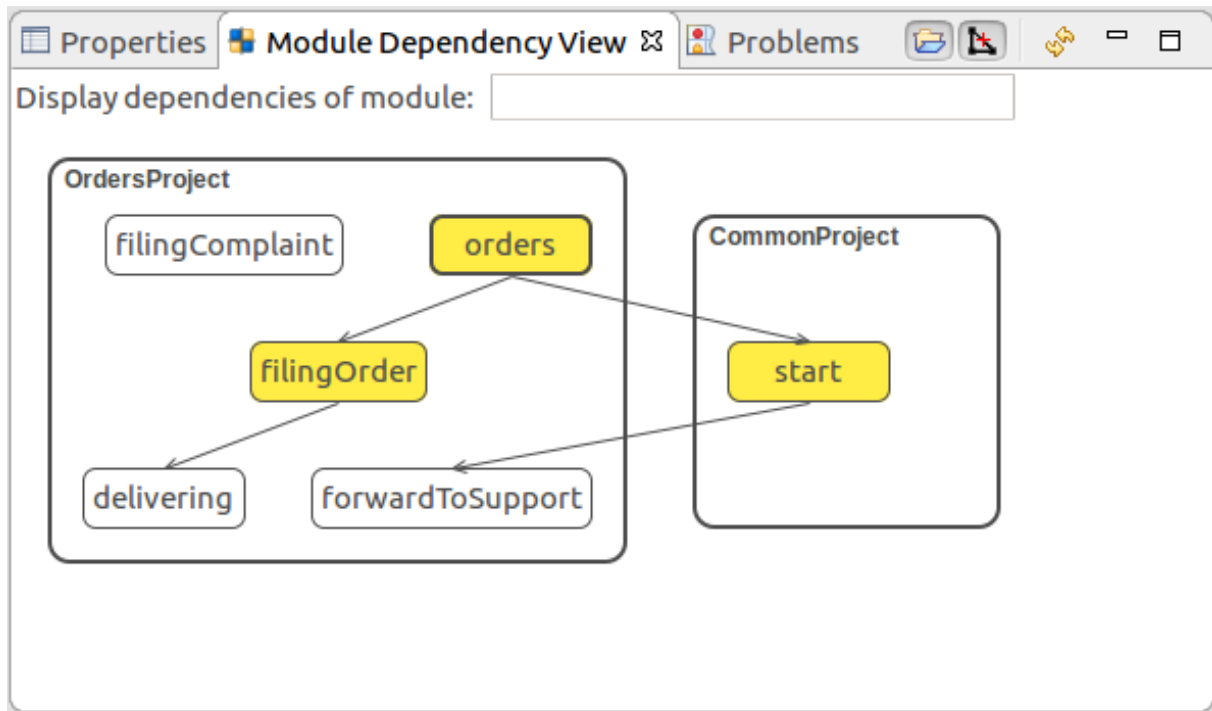 Properties Module Dependency View Problems
Display dependencies of module:
OrdersProject
filingComplaint orders
CommonProject
filingOrder start
delivering forwardToSupport